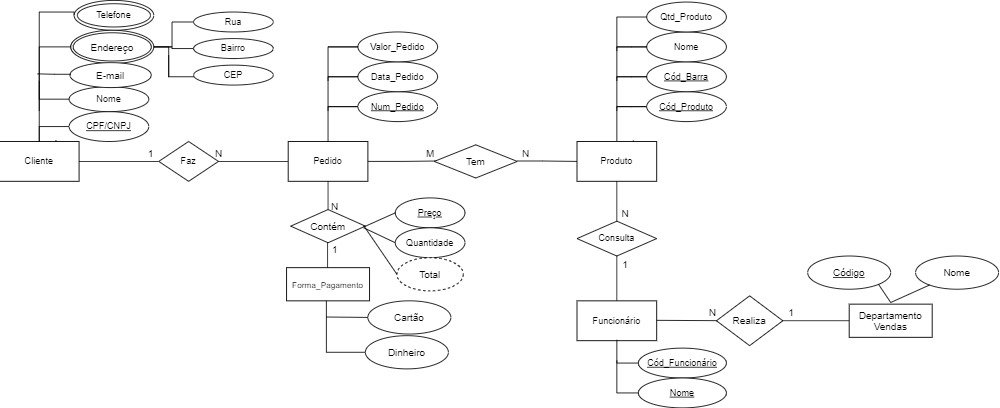 Telefone
Endereço
E-mail
Nome
CPF/CNPJ
Rua
Bairro
CEP
Valor_Pedido
Data_Pedido
Num_Pedido
Qtd_Produto
Nome
Cód_Barra
Cód_Produto
Cliente
1
Faz
N
Pedido
M
Tem
N
Produto
N
Contém
1
Preço
Quantidade
Total
Forma_Pagamento
Cartão
Dinheiro
N
Consulta
1
Funcionário
N
Realiza
1
Departamento
Vendas
Código
Nome
Cód_Funcionário
Nome